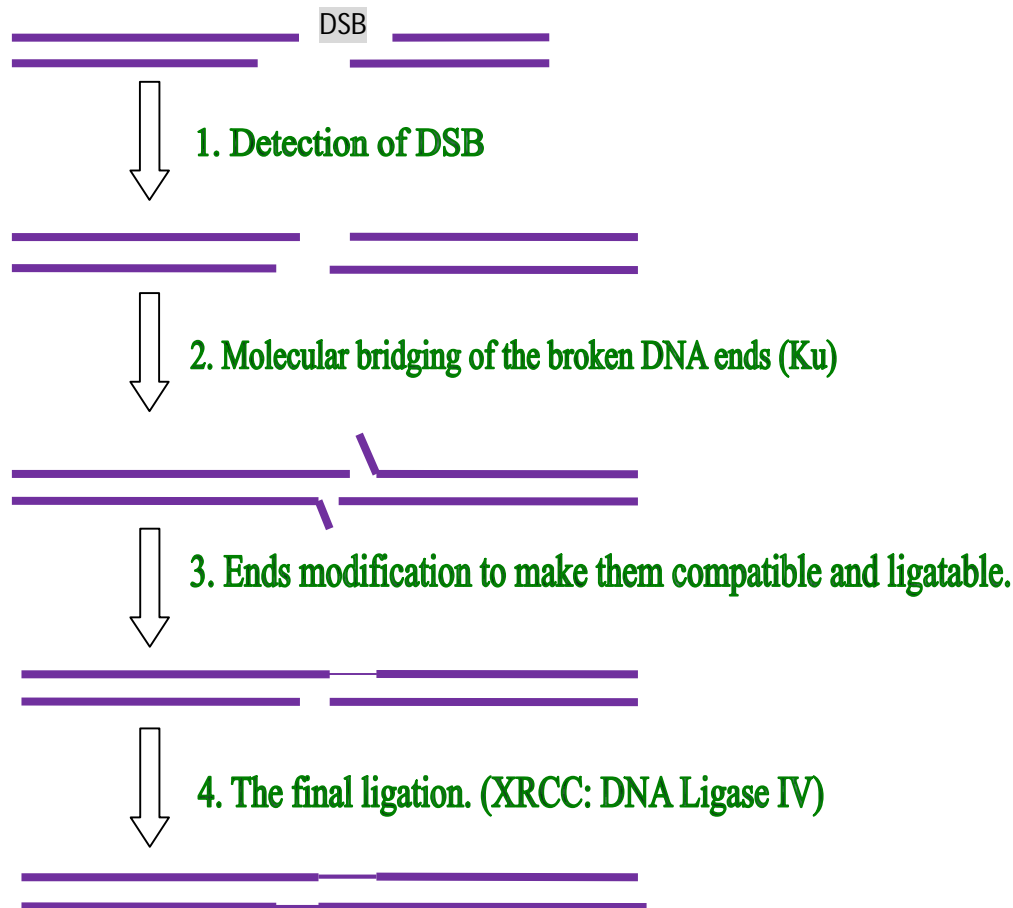 DSB
1. Detection of DSB
2. Molecular bridging of the broken DNA ends (Ku)
3. Ends modification to make them compatible and ligatable.
4. The final ligation. (XRCC: DNA Ligase IV)